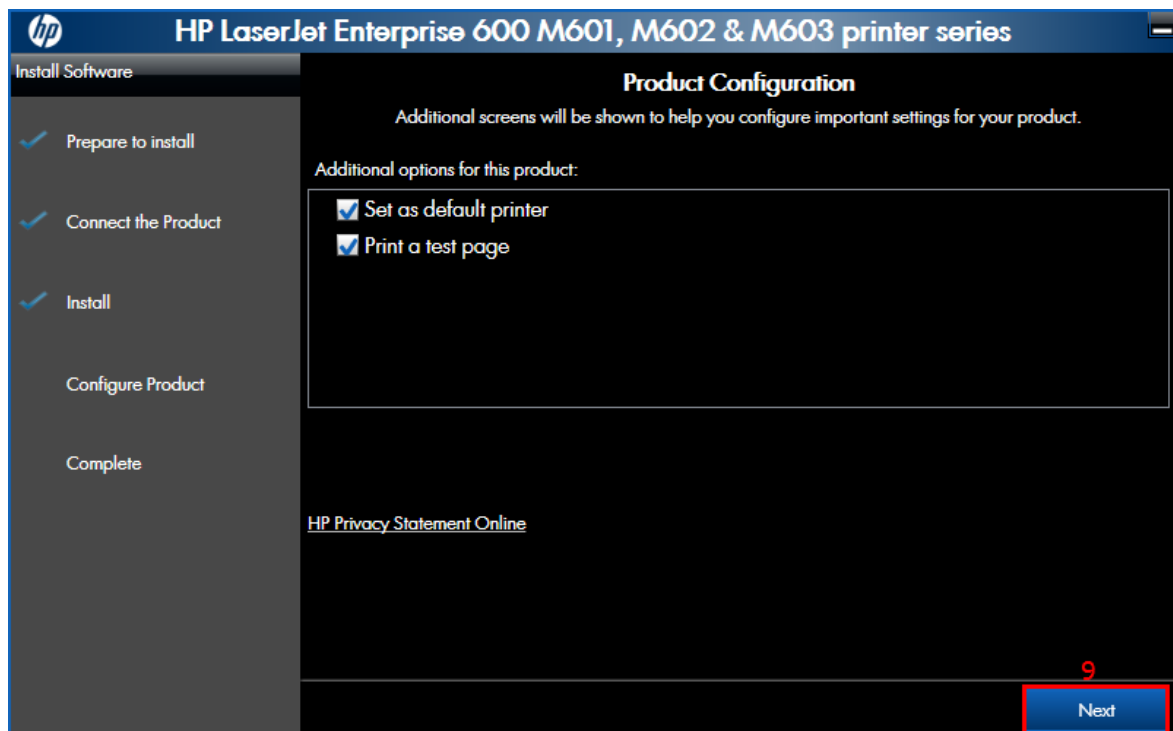 hp
HP LaserJet Enterprise 600 M601, M602 & M603 printer series
Install Software
Prepare to install
Connect the Product
Install
Configure Product
Complete
Product Configuration
Additional screens will be shown to help you configure important settings for your product.
Additional options for this product:
Set as default printer
Print a test page
HP Privacy Statement Online
9
Next